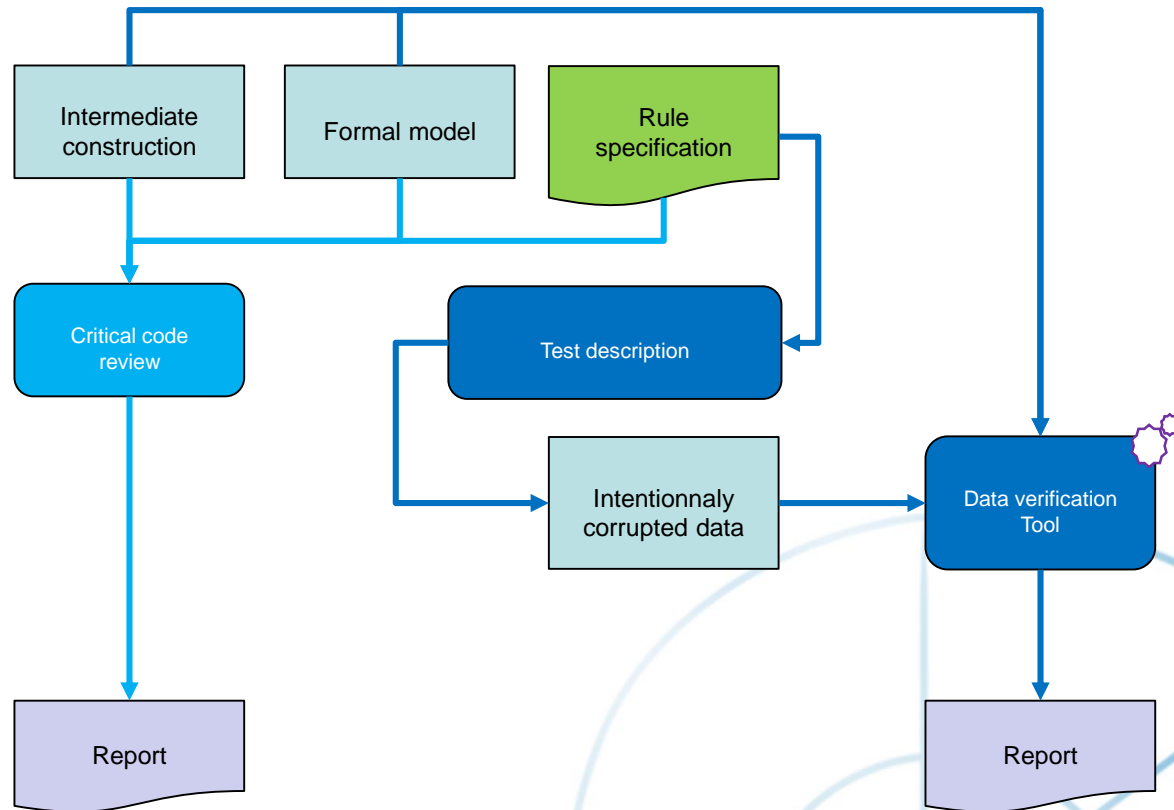 Intermediate
construction
Formal model
Rule
specification
Critical code
review
Test description
Intentionnaly
corrupted data
Data verification
Tool
Report
Report